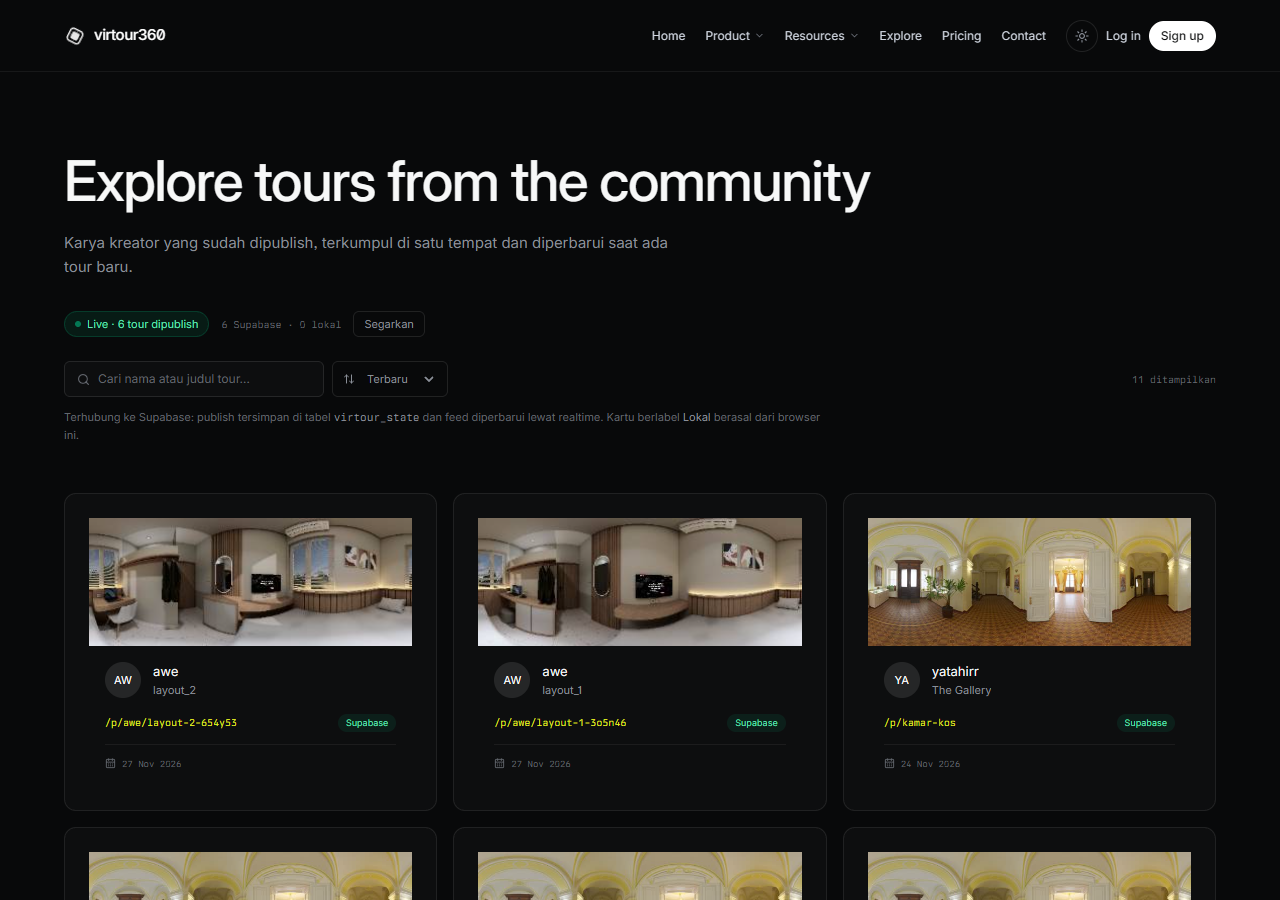 virtour360
Home Product Resources Explore Pricing Contact Log in Sign up
Explore tours from the community
Karya kreator yang sudah dipublish, terkumpul di satu tempat dan diperbarui saat ada
tour baru.
Live · 6 tour dipublish 6 Supabase · 0 lokal Segarkan
Cari nama atau judul tour... Terbaru 11 ditampilkan
Terhubung ke Supabase: publish tersimpan di tabel virtour_state dan feed diperbarui lewat realtime. Kartu berlabel Lokal berasal dari browser
ini.
AW awe
layout_2
/p/awe/layout-2-654y53 Supabase
27 Nov 2026
AW awe
layout_1
/p/awe/layout-1-3o5n46 Supabase
27 Nov 2026
YA yatahirr
The Gallery
/p/kamar-kos Supabase
24 Nov 2026